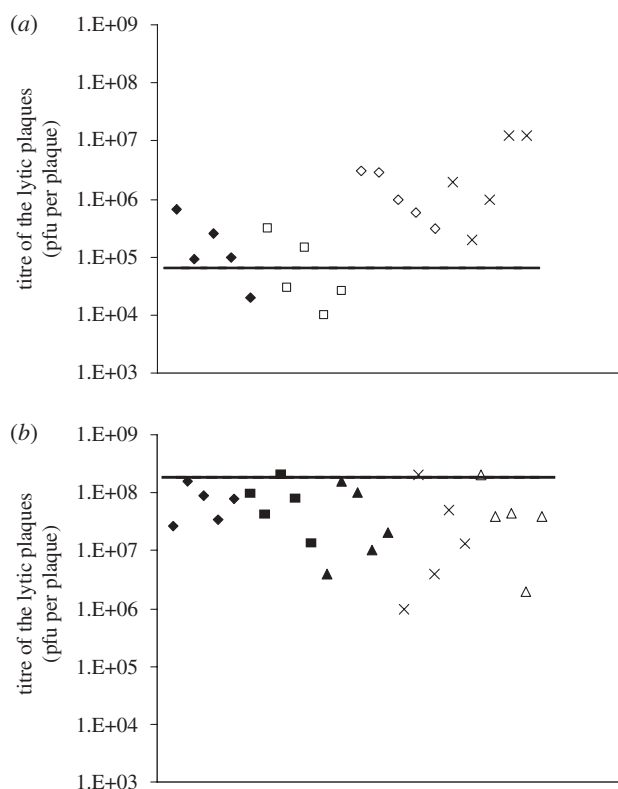 (a)
1.E+09
1.E+08
1.E+07
1.E+06
1.E+05
1.E+04
1.E+03
titre of the lytic plaques
(pfu per plaque)
(b)
1.E+09
1.E+08
1.E+07
1.E+06
1.E+05
1.E+04
1.E+03
titre of the lytic plaques
(pfu per plaque)